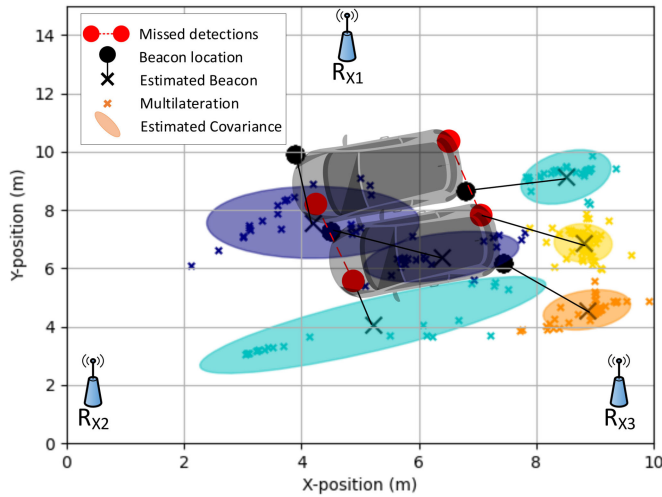 Missed detections
Beacon location
Estimated Beacon
Multilateration
Estimated Covariance
RX1
RX2
RX3
Y-position (m)
14
12
10
8
6
4
2
0
0 2 4 6 8 10
X-position (m)